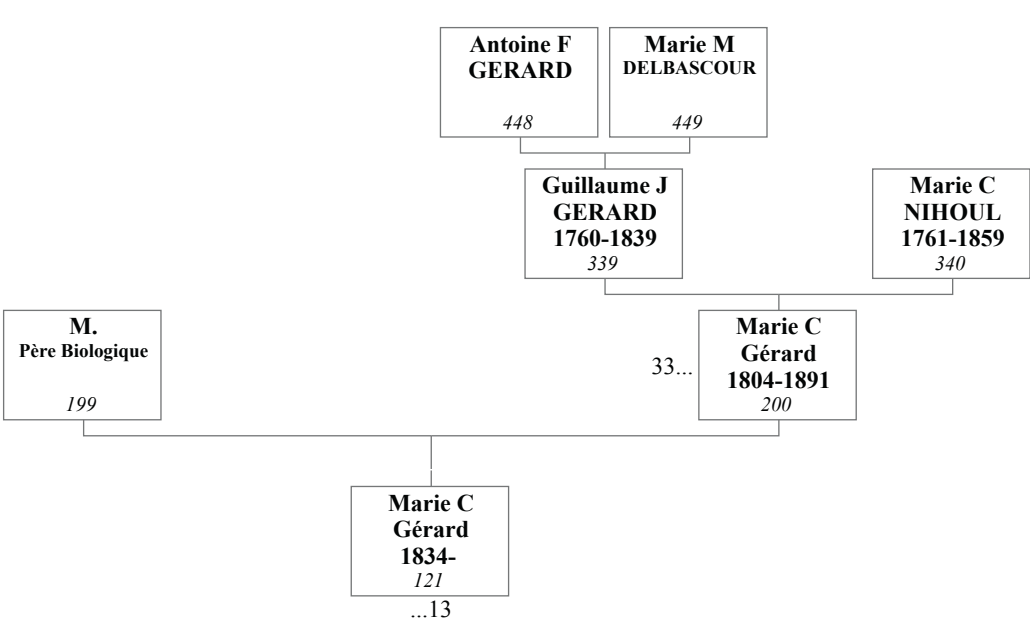 Antoine F
GERARD
448
Marie M
DELBASCOUR
449
Guillaume J
GERARD
1760-1839
339
Marie C
NIHOUL
1761-1859
340
M.
Père Biologique
199
33...
Marie C
Gérard
1804-1891
200
Marie C
Gérard
1834-
121
...13